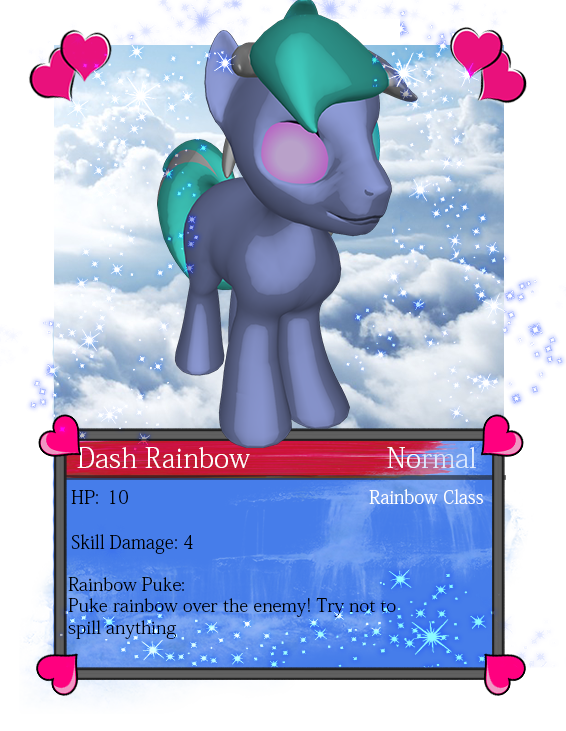 Dash Rainbow Normal
HP: 10 Rainbow Class
Skill Damage: 4
Rainbow Puke:
Puke rainbow over the enemy! Try not to
spill anything